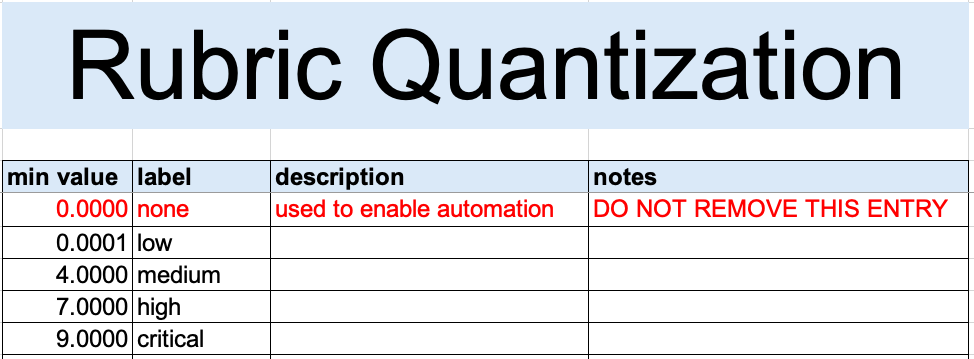 Rubric Quantization
min value label description notes
0.0000 none used to enable automation DO NOT REMOVE THIS ENTRY
0.0001 low
4.0000 medium
7.0000 high
9.0000 critical